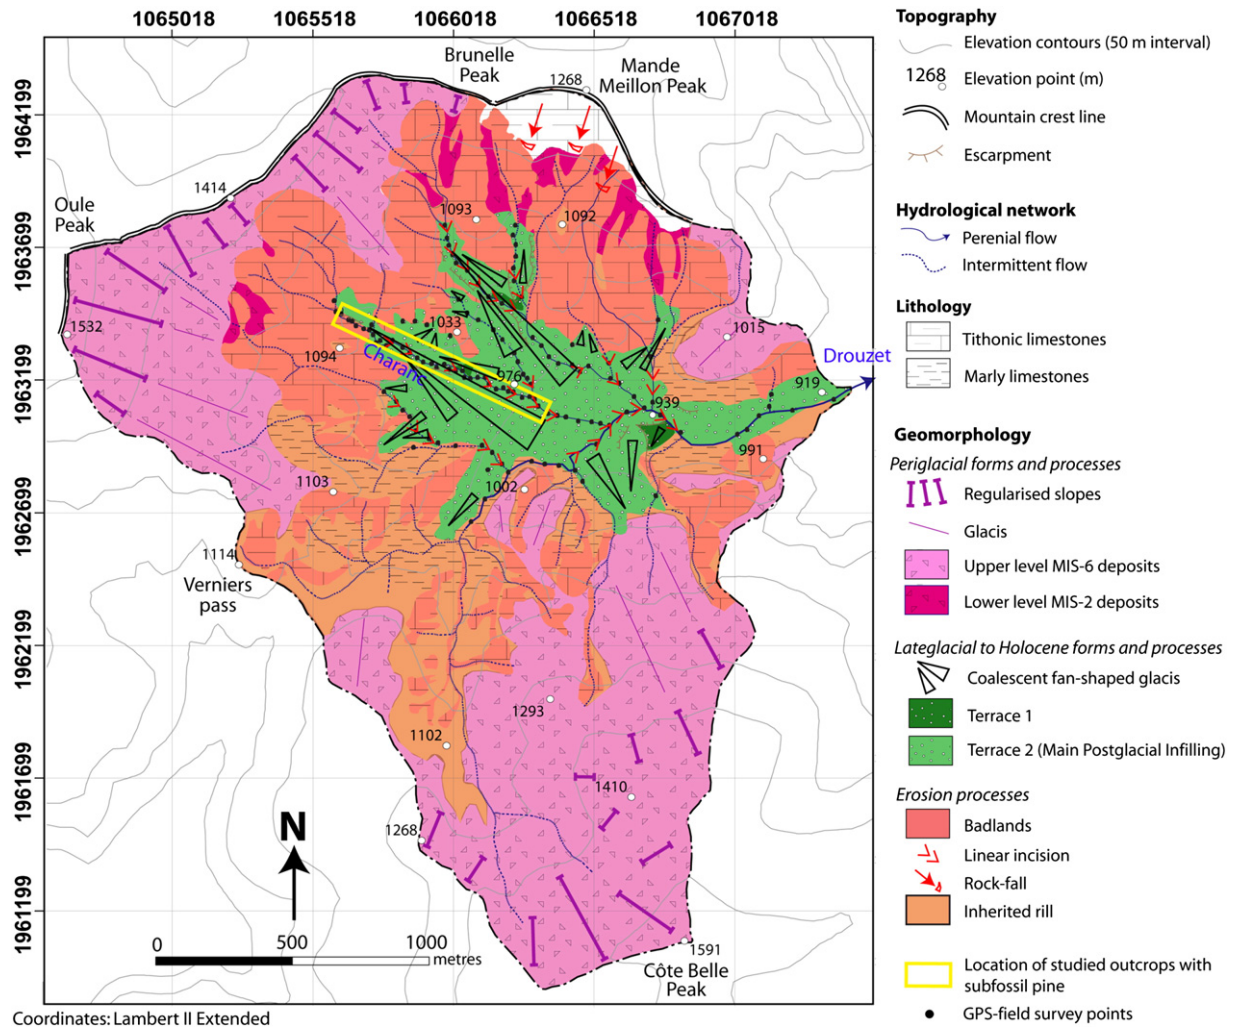 1065018 1065518 1066018 1066518 1067018
Brunelle
Peak
1268
Mande
Meillon Peak
1964199
1414
Oule
Peak
1093
1092
1963699
1532
1033
1015
1094
Charanc
976
Drouzet
1963199
919
939
991
1103
1002
1962699
1114
Verniers
pass
1962199
1293
1102
1961699
1410
1268
N
1961199
0 500 1000
metres
1591
Côte Belle
Peak
Coordinates: Lambert II Extended
Topography
Elevation contours (50 m interval)
1268 Elevation point (m)
Mountain crest line
Escarpment
Hydrological network
Perenial flow
Intermittent flow
Lithology
Tithonic limestones
Marly limestones
Geomorphology
Periglacial forms and processes
Regularised slopes
Glacis
Upper level MIS-6 deposits
Lower level MIS-2 deposits
Lateglacial to Holocene forms and processes
Coalescent fan-shaped glacis
Terrace 1
Terrace 2 (Main Postglacial Infilling)
Erosion processes
Badlands
Linear incision
Rock-fall
Inherited rill
Location of studied outcrops with
subfossil pine
GPS-field survey points